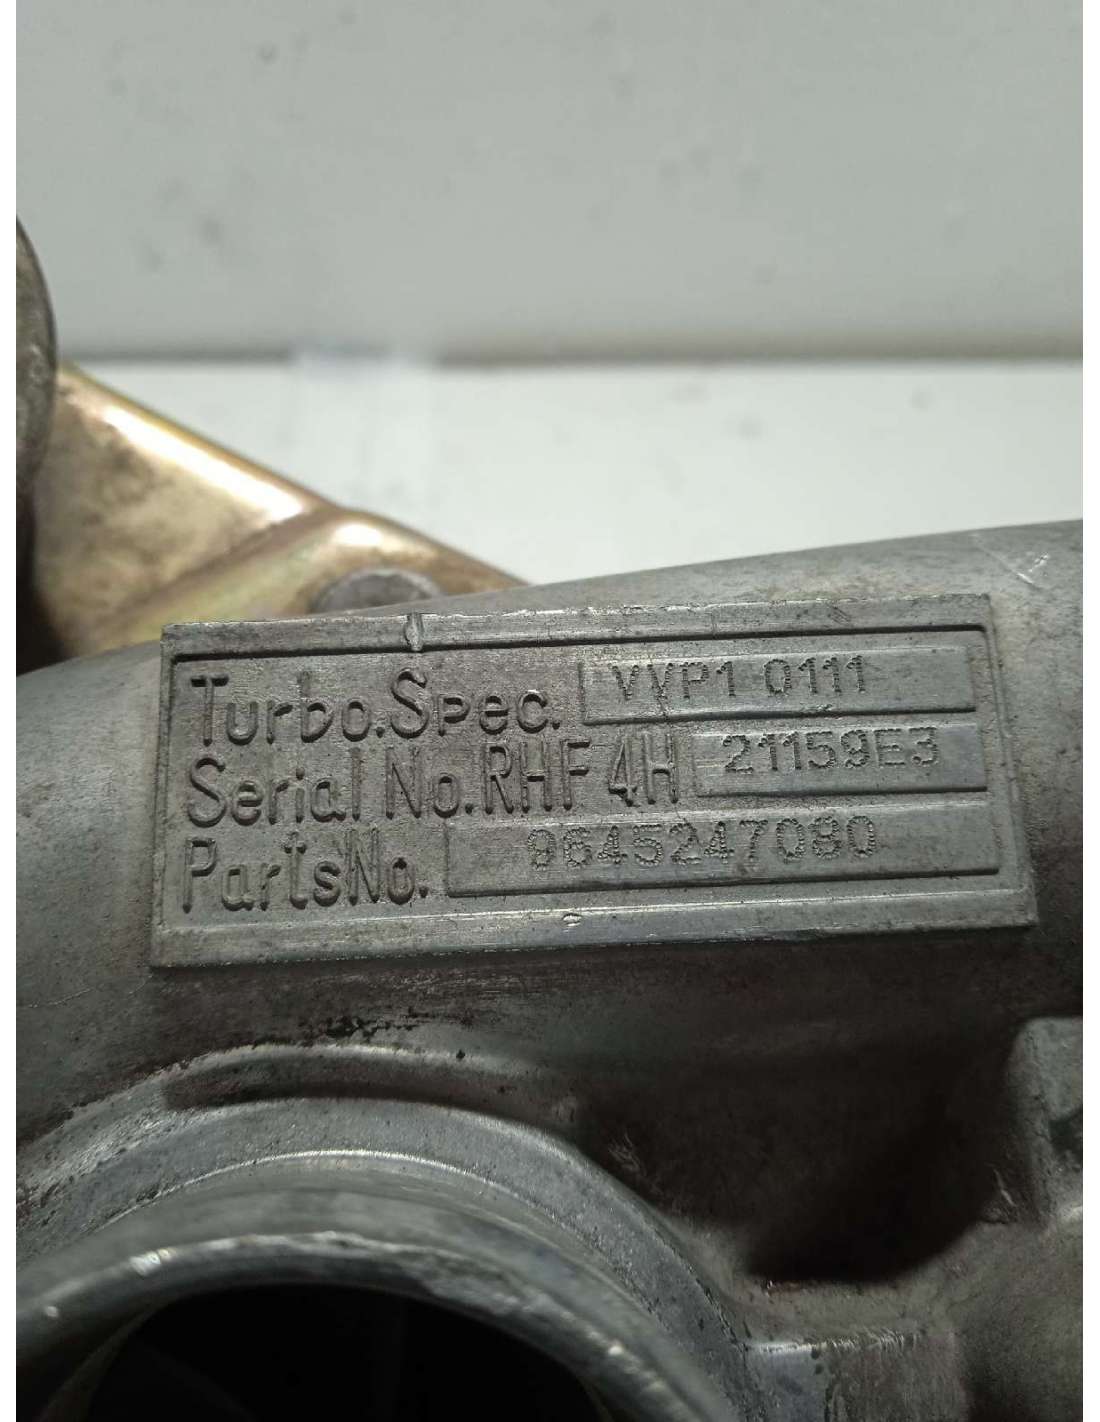 Turbo.Spec. VVP1 0111
Serial No.RHF4H 21159E3
PartsNo. 9645247080